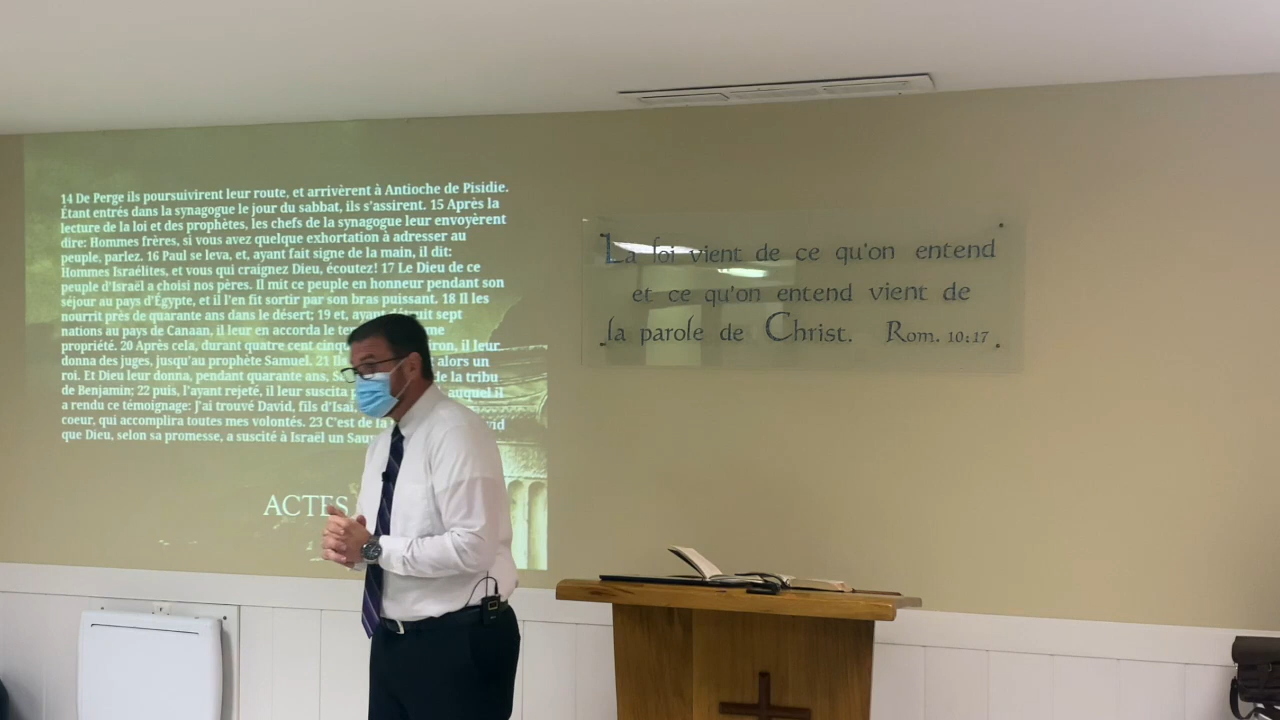 14 De Perge ils poursuivirent leur route, et arrivèrent à Antioche de Pisidie.
Étant entrés dans la synagogue le jour du sabbat, ils s'assirent. 15 Après la
lecture de la loi et des prophètes, les chefs de la synagogue leur envoyèrent
dire: Hommes frères, si vous avez quelque exhortation à adresser au
peuple, parlez. 16 Paul se leva, et, ayant fait signe de la main, il dit:
Hommes Israélites, et vous qui craignez Dieu, écoutez! 17 Le Dieu de ce
peuple d'Israël a choisi nos pères. Il mit ce peuple en honneur pendant son
séjour au pays d'Égypte, et il l'en fit sortir par son bras puissant. 18 Il les
nourrit près de quarante ans dans le désert; 19 et, ayant sept
nations au pays de Canaan, il leur en accorda le
propriété. 20 Après cela, durant quatre cent il leur
donna des juges, jusqu'au prophète Samuel. 21 alors un
roi. Et Dieu leur donna, pendant quarante ans, de la tribu
de Benjamin; 22 puis, l'ayant rejeté, il leur suscita auquel il
a rendu ce témoignage: J'ai trouvé David, fils
coeur, qui accomplira toutes mes volontés. 23 C'est de la
que Dieu, selon sa promesse, a suscité à Israël un
ACTES
La foi vient de ce qu'on entend
et ce qu'on entend vient de
la parole de Christ. Rom. 10:17